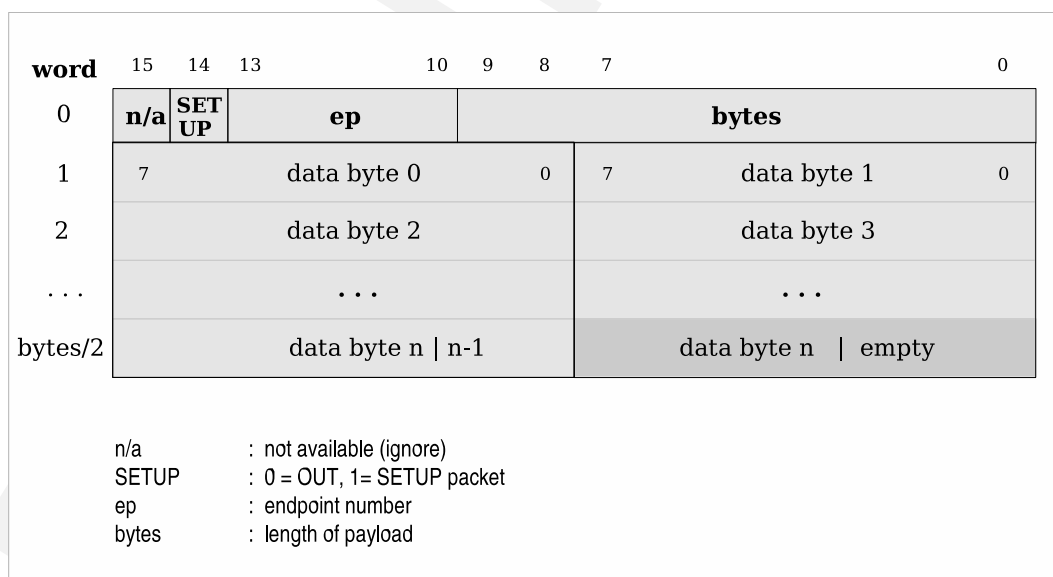 word 15 14 13 10 9 8 7 0
0 n/a SET UP ep bytes
1 7 data byte 0 0 7 data byte 1 0
2 data byte 2 data byte 3
. . . . . . . . .
bytes/2 data byte n | n-1 data byte n | empty
n/a : not available (ignore)
SETUP : 0 = OUT, 1= SETUP packet
ep : endpoint number
bytes : length of payload